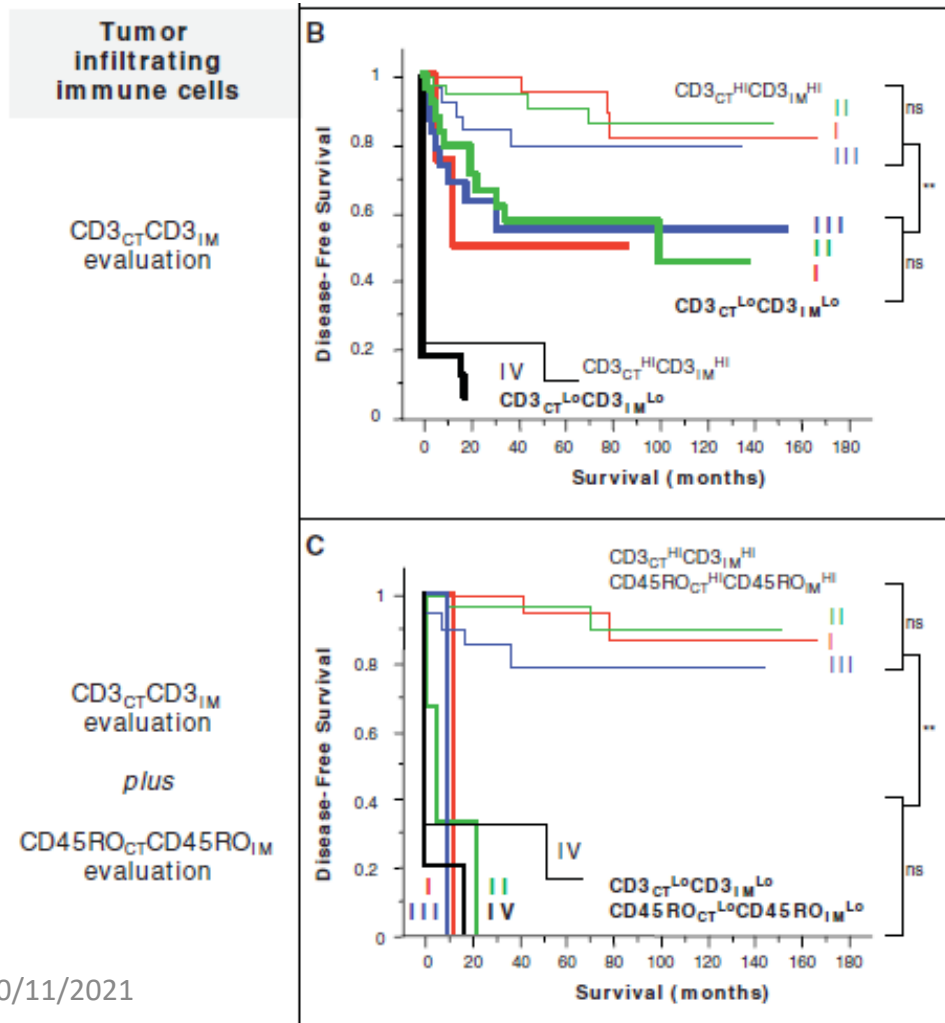 Tumor
infiltrating
immune cells
CD3CTCD3IM
evaluation
B
Disease-Free Survival
1
0.8
0.6
0.4
0.2
0
CD3CTHICD3IMHI
II
I
III
ns
**
III
II
I
ns
CD3CTLoCD3IMLo
IV
CD3CTHICD3IMHI
CD3CTLoCD3IMLo
0 20 40 60 80 100 120 140 160 180
Survival (months)
CD3CTCD3IM
evaluation
plus
CD45ROCTCD45ROIM
evaluation
C
Disease-Free Survival
1
0.8
0.6
0.4
0.2
0
CD3CTHICD3IMHI
CD45ROCTHICD45ROIMHI
II
I
III
ns
**
ns
IV
I
II
III
IV
CD3CTLoCD3IMLo
CD45ROCTLoCD45ROIMLo
0 20 40 60 80 100 120 140 160 180
Survival (months)
0/11/2021